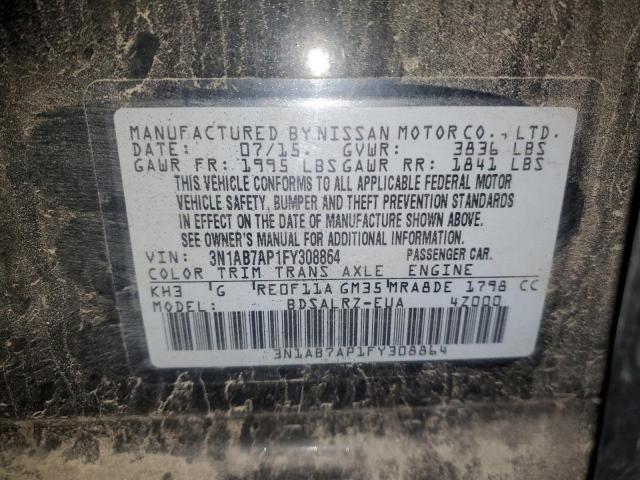 MANUFACTURED BY NISSAN MOTOR CO., LTD.
DATE: 07/15 GVWR: 3836 LBS
GAWR FR: 1995 LBS GAWR RR: 1841 LBS
THIS VEHICLE CONFORMS TO ALL APPLICABLE FEDERAL MOTOR
VEHICLE SAFETY, BUMPER AND THEFT PREVENTION STANDARDS
IN EFFECT ON THE DATE OF MANUFACTURE SHOWN ABOVE.
SEE OWNER'S MANUAL FOR ADDITIONAL INFORMATION.
VIN: 3N1AB7AP1FY308864 PASSENGER CAR.
COLOR TRIM TRANS AXLE ENGINE
KH3 G RE0F11A GM35 MRA8DE 1798 CC
MODEL: BDSALRZ-EUA 4Z000
3N1AB7AP1FY308864